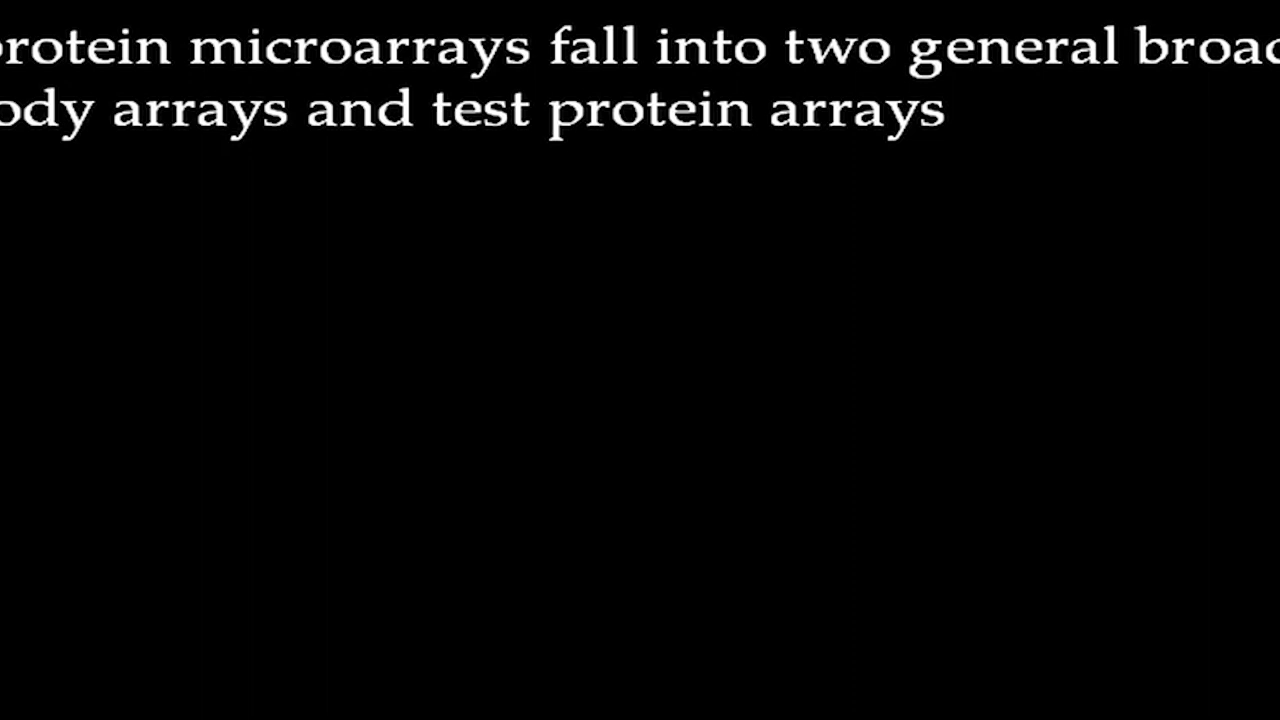 protein microarrays fall into two general broad
ody arrays and test protein arrays